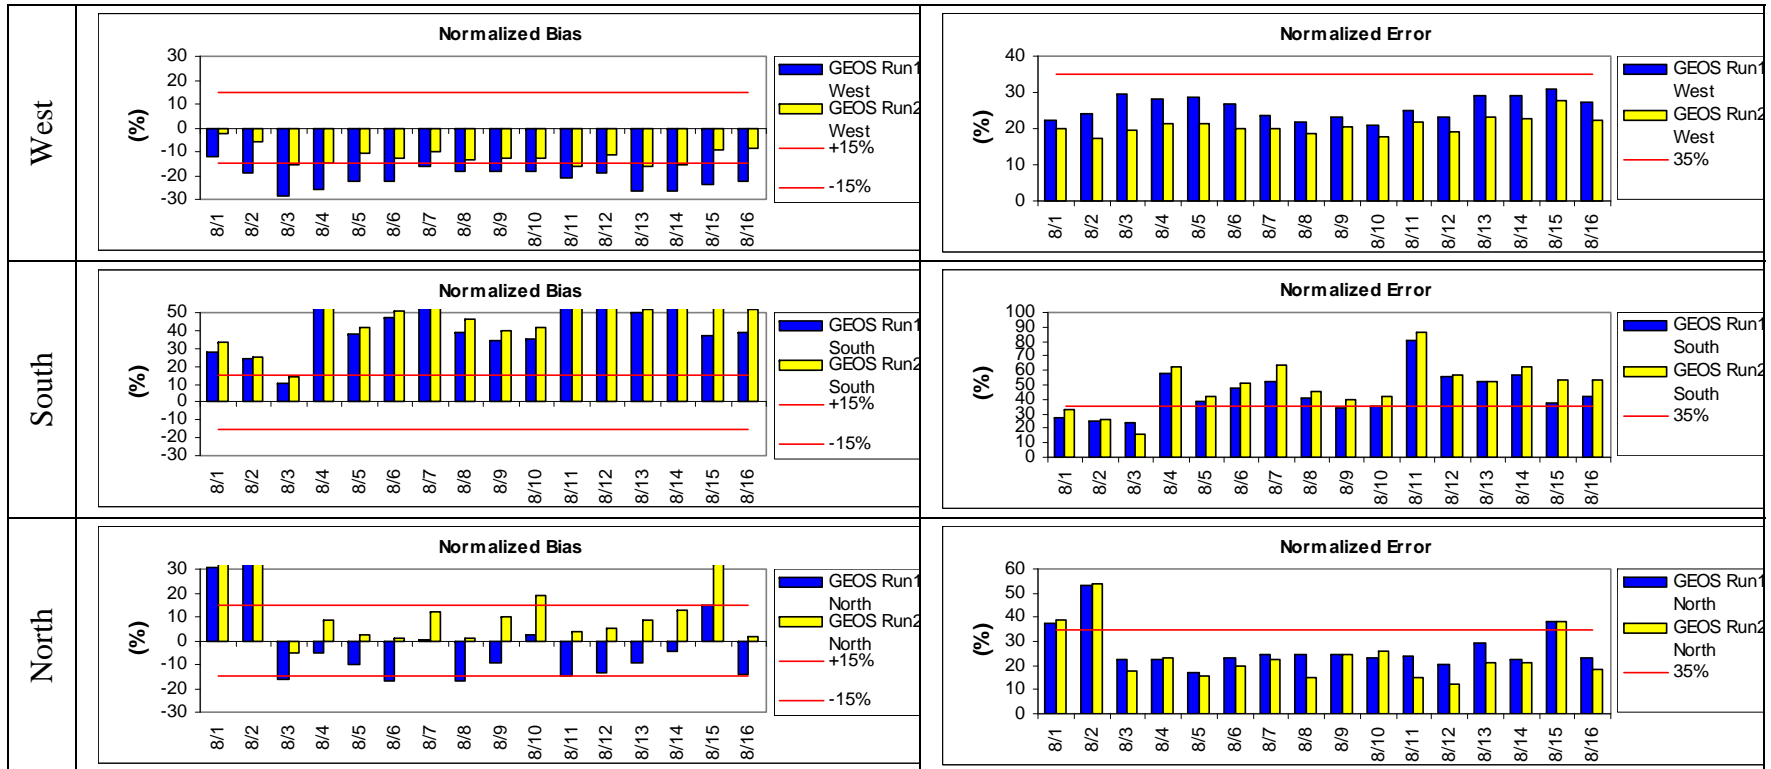 West
Normalized Bias
30
20
10
0
-10
-20
-30
(%)
8/1 8/2 8/3 8/4 8/5 8/6 8/7 8/8 8/9 8/10 8/11 8/12 8/13 8/14 8/15 8/16
GEOS Run1
West
GEOS Run2
West
+15%
-15%
Normalized Error
40
30
20
10
0
(%)
8/1 8/2 8/3 8/4 8/5 8/6 8/7 8/8 8/9 8/10 8/11 8/12 8/13 8/14 8/15 8/16
GEOS Run1
West
GEOS Run2
West
35%
South
Normalized Bias
50
40
30
20
10
0
-10
-20
-30
(%)
8/1 8/2 8/3 8/4 8/5 8/6 8/7 8/8 8/9 8/10 8/11 8/12 8/13 8/14 8/15 8/16
GEOS Run1
South
GEOS Run2
South
+15%
-15%
Normalized Error
100
90
80
70
60
50
40
30
20
10
0
(%)
8/1 8/2 8/3 8/4 8/5 8/6 8/7 8/8 8/9 8/10 8/11 8/12 8/13 8/14 8/15 8/16
GEOS Run1
South
GEOS Run2
South
35%
North
Normalized Bias
30
20
10
0
-10
-20
-30
(%)
8/1 8/2 8/3 8/4 8/5 8/6 8/7 8/8 8/9 8/10 8/11 8/12 8/13 8/14 8/15 8/16
GEOS Run1
North
GEOS Run2
North
+15%
-15%
Normalized Error
60
50
40
30
20
10
0
(%)
8/1 8/2 8/3 8/4 8/5 8/6 8/7 8/8 8/9 8/10 8/11 8/12 8/13 8/14 8/15 8/16
GEOS Run1
North
GEOS Run2
North
35%